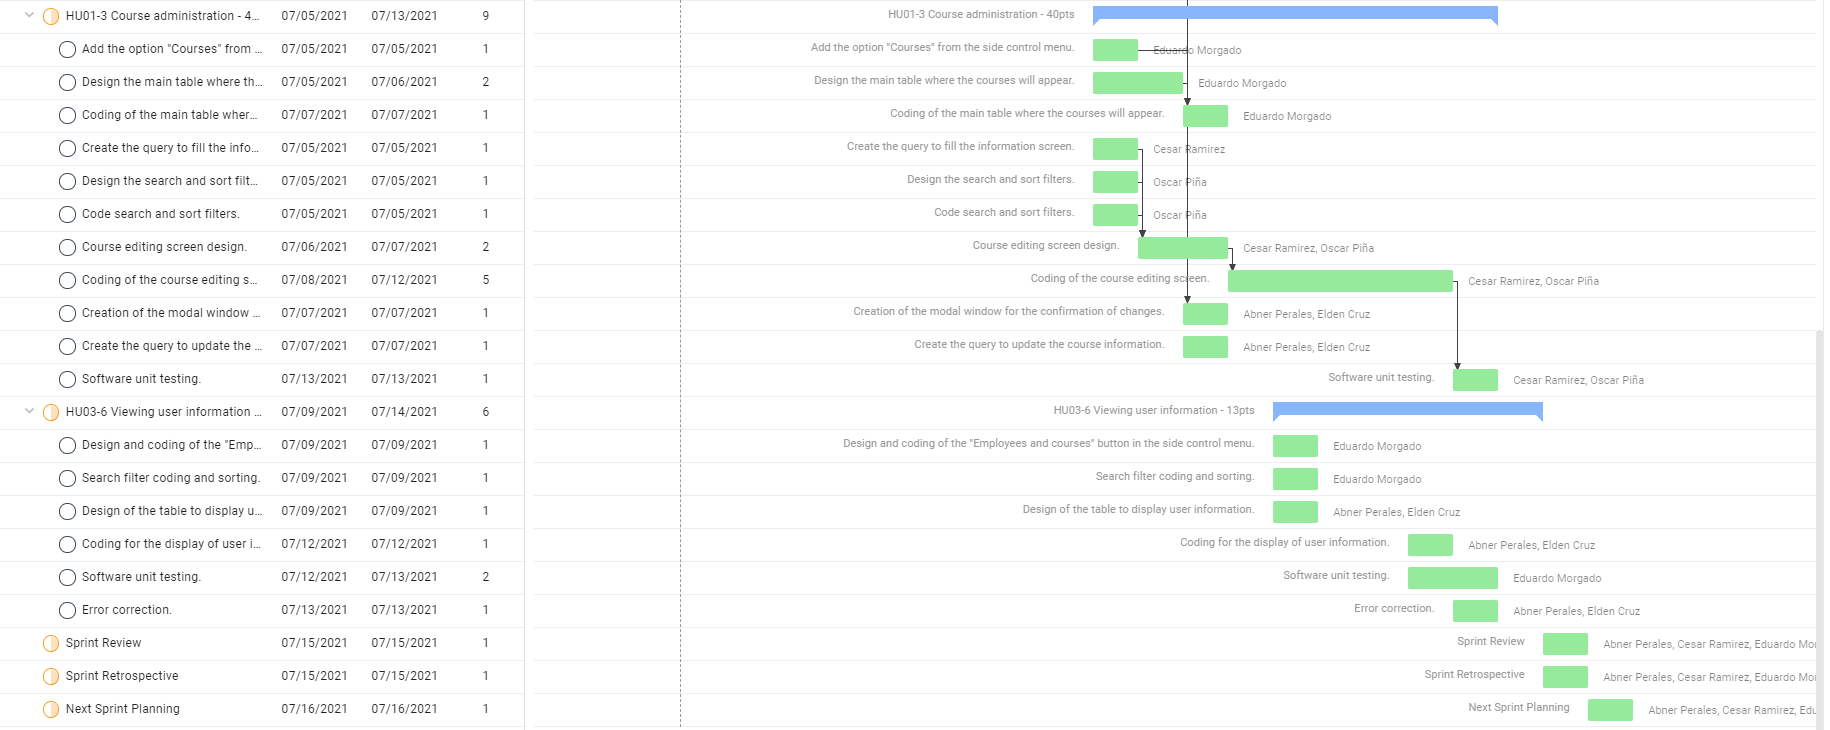 HU01-3 Course administration - 4... 07/05/2021 07/13/2021 9 HU01-3 Course administration - 40pts
Add the option "Courses" from ... 07/05/2021 07/05/2021 1 Add the option "Courses" from the side control menu. Eduardo Morgado
Design the main table where th... 07/05/2021 07/06/2021 2 Design the main table where the courses will appear. Eduardo Morgado
Coding of the main table wher... 07/07/2021 07/07/2021 1 Coding of the main table where the courses will appear. Eduardo Morgado
Create the query to fill the info... 07/05/2021 07/05/2021 1 Create the query to fill the information screen. Cesar Ramirez
Design the search and sort filt... 07/05/2021 07/05/2021 1 Design the search and sort filters. Oscar Piña
Code search and sort filters. 07/05/2021 07/05/2021 1 Code search and sort filters. Oscar Piña
Course editing screen design. 07/06/2021 07/07/2021 2 Course editing screen design. Cesar Ramirez, Oscar Piña
Coding of the course editing s... 07/08/2021 07/12/2021 5 Coding of the course editing screen. Cesar Ramirez, Oscar Piña
Creation of the modal window ... 07/07/2021 07/07/2021 1 Creation of the modal window for the confirmation of changes. Abner Perales, Elden Cruz
Create the query to update the ... 07/07/2021 07/07/2021 1 Create the query to update the course information. Abner Perales, Elden Cruz
Software unit testing. 07/13/2021 07/13/2021 1 Software unit testing. Cesar Ramirez, Oscar Piña
HU03-6 Viewing user information ... 07/09/2021 07/14/2021 6 HU03-6 Viewing user information - 13pts
Design and coding of the "Emp... 07/09/2021 07/09/2021 1 Design and coding of the "Employees and courses" button in the side control menu. Eduardo Morgado
Search filter coding and sorting. 07/09/2021 07/09/2021 1 Search filter coding and sorting. Eduardo Morgado
Design of the table to display u... 07/09/2021 07/09/2021 1 Design of the table to display user information. Abner Perales, Elden Cruz
Coding for the display of user i... 07/12/2021 07/12/2021 1 Coding for the display of user information. Abner Perales, Elden Cruz
Software unit testing. 07/12/2021 07/13/2021 2 Software unit testing. Eduardo Morgado
Error correction. 07/13/2021 07/13/2021 1 Error correction. Abner Perales, Elden Cruz
Sprint Review 07/15/2021 07/15/2021 1 Sprint Review Abner Perales, Cesar Ramirez, Eduardo Mor
Sprint Retrospective 07/15/2021 07/15/2021 1 Sprint Retrospective Abner Perales, Cesar Ramirez, Eduardo Mor
Next Sprint Planning 07/16/2021 07/16/2021 1 Next Sprint Planning Abner Perales, Cesar Ramirez, Edu